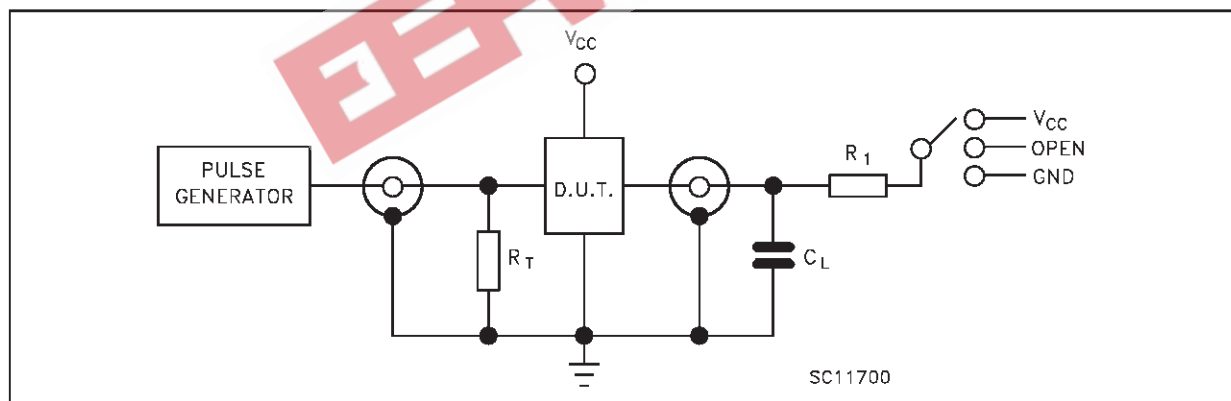 VCC
PULSE
GENERATOR
D.U.T.
RT
CL
R1
VCC
OPEN
GND
SC11700